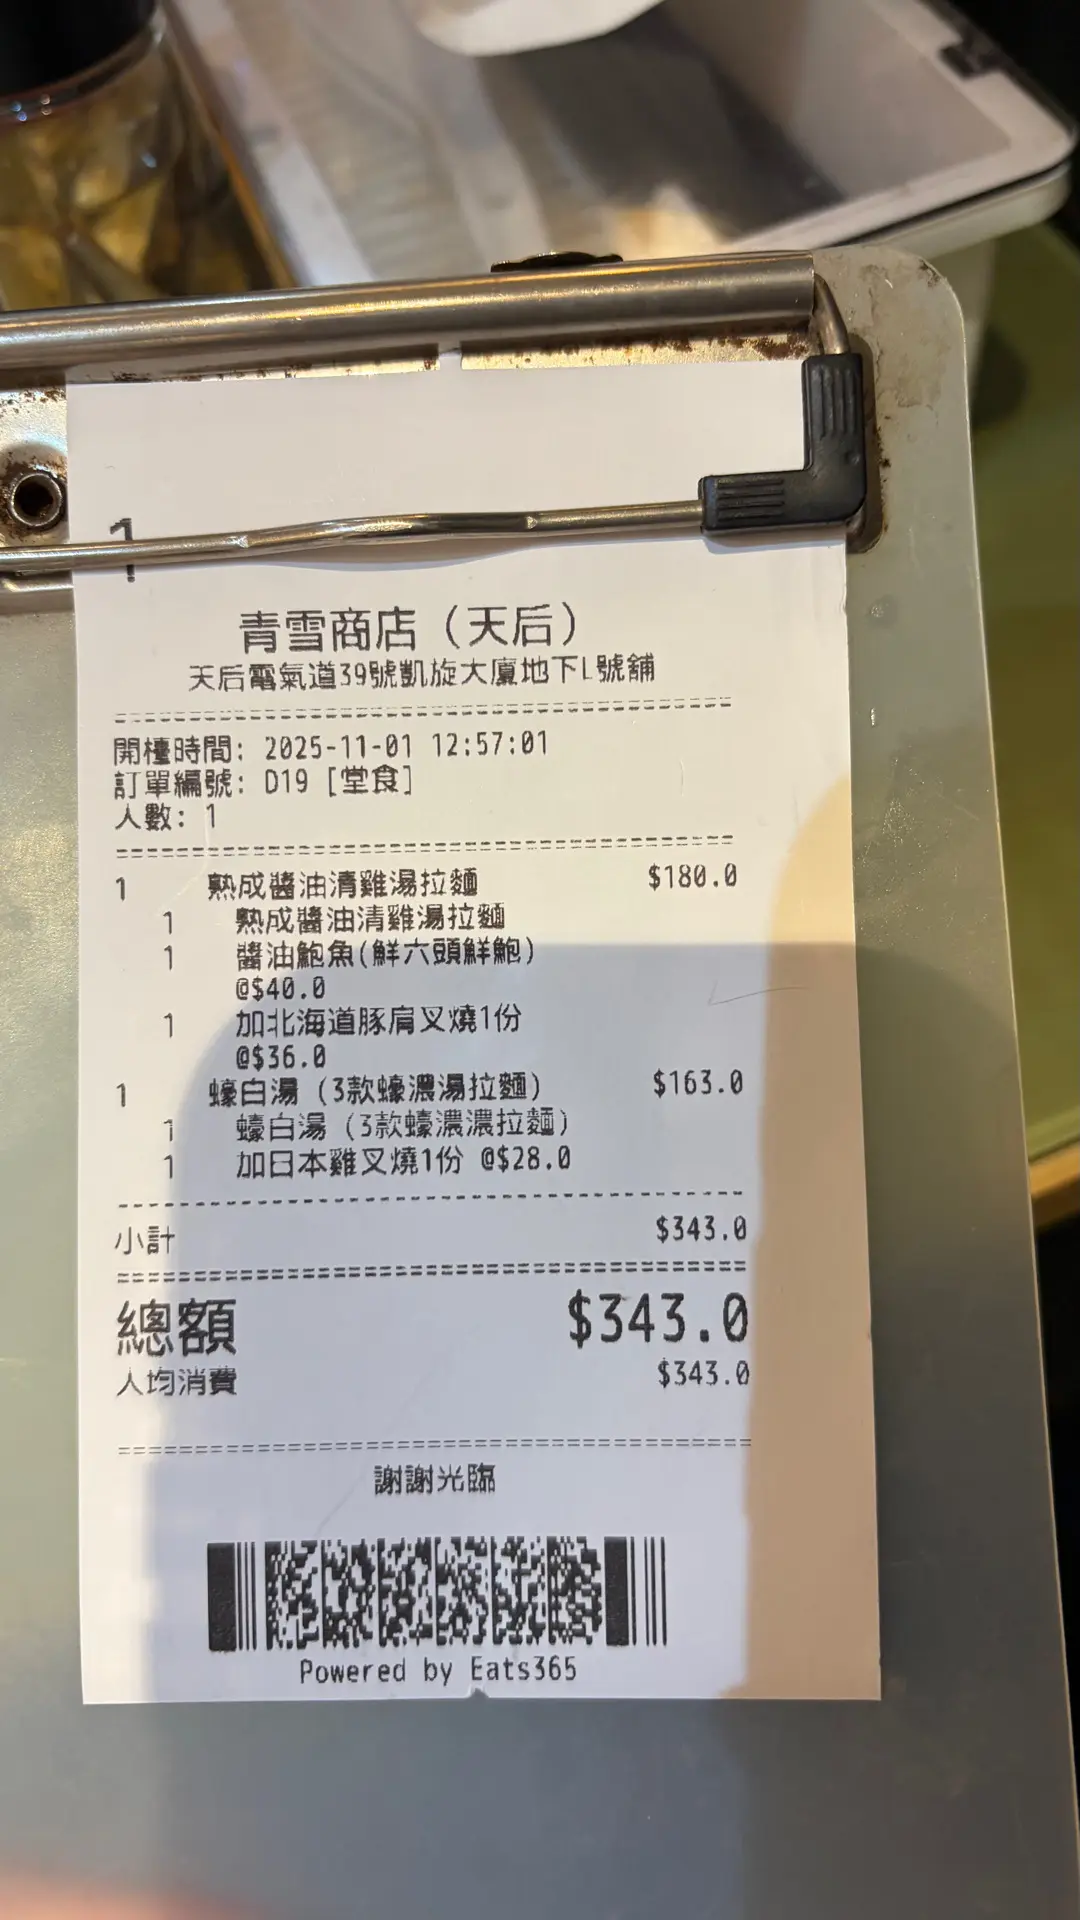 1
青雪商店（天后）
天后電氣道39號凱旋大廈地下L號舖
開檯時間: 2025-11-01 12:57:01
訂單編號: D19 [堂食]
人數: 1
1 熟成醬油清雞湯拉麵 $180.0
1 熟成醬油清雞湯拉麵
1 醬油鮑魚(鮮六頭鮮鮑)
@$40.0
1 加北海道豚肩叉燒1份
@$36.0
1 蠔白湯 (3款蠔濃湯拉麵) $163.0
1 蠔白湯 (3款蠔濃濃拉麵)
1 加日本雞叉燒1份 @$28.0
小計 $343.0
總額 $343.0
人均消費 $343.0
謝謝光臨
Powered by Eats365